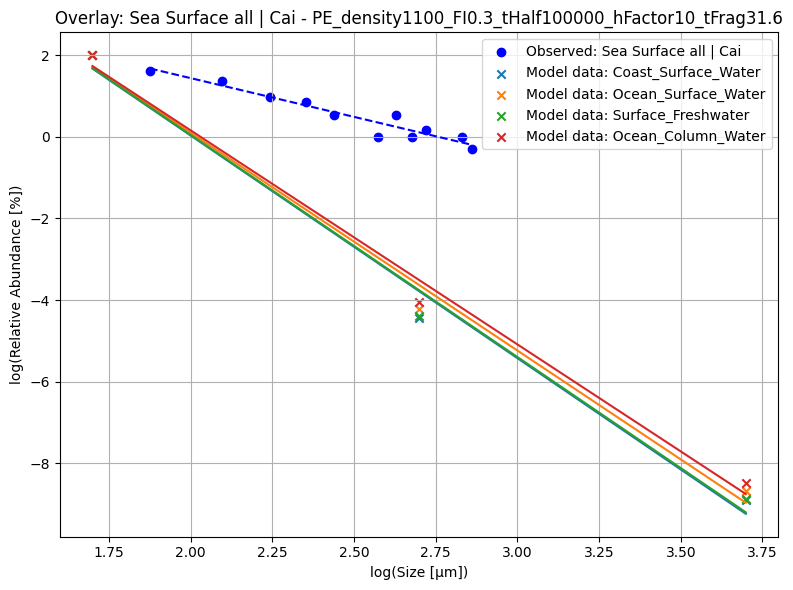 Overlay: Sea Surface all | Cai - PE_density1100_FI0.3_tHalf100000_hFactor10_tFrag31.6
Observed: Sea Surface all | Cai
Model data: Coast_Surface_Water
Model data: Ocean_Surface_Water
Model data: Surface_Freshwater
Model data: Ocean_Column_Water
log(Relative Abundance [%])
2
0
−2
−4
−6
−8
1.75
2.00
2.25
2.50
2.75
3.00
3.25
3.50
3.75
log(Size [μm])